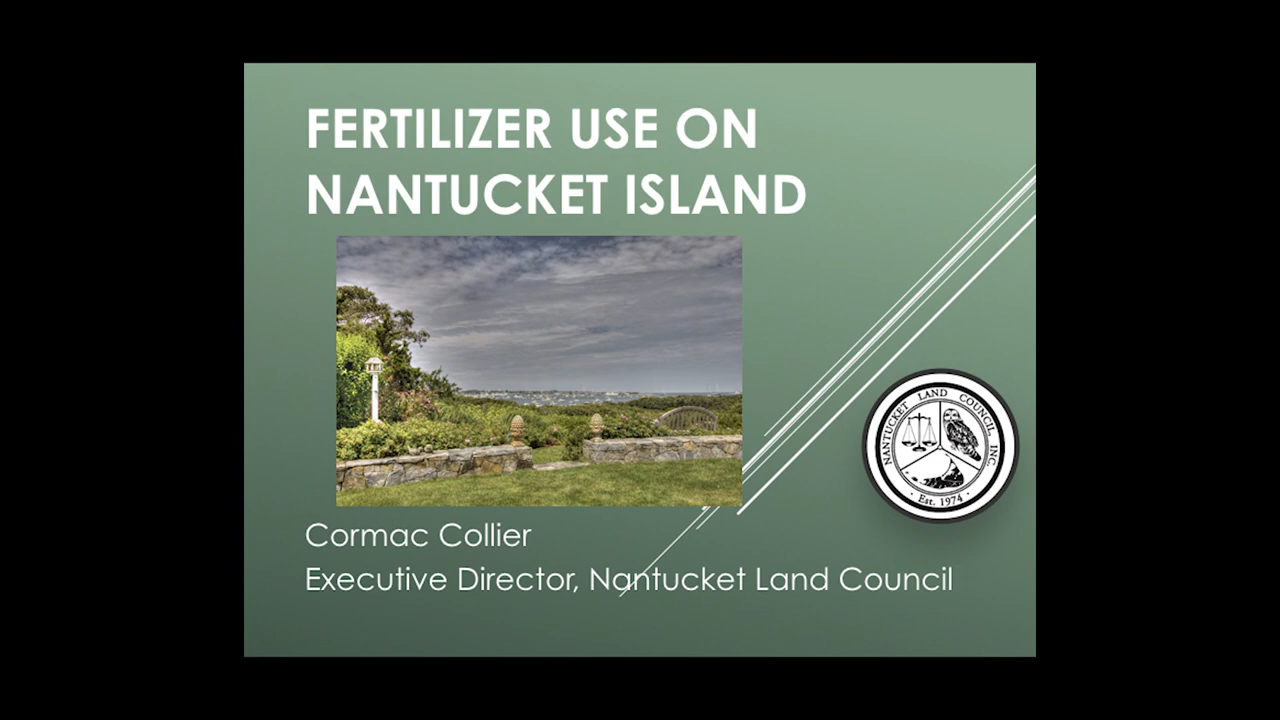 FERTILIZER USE ON
NANTUCKET ISLAND
NANTUCKET LAND COUNCIL, INC.
· Est. 1974 ·
Cormac Collier
Executive Director, Nantucket Land Council